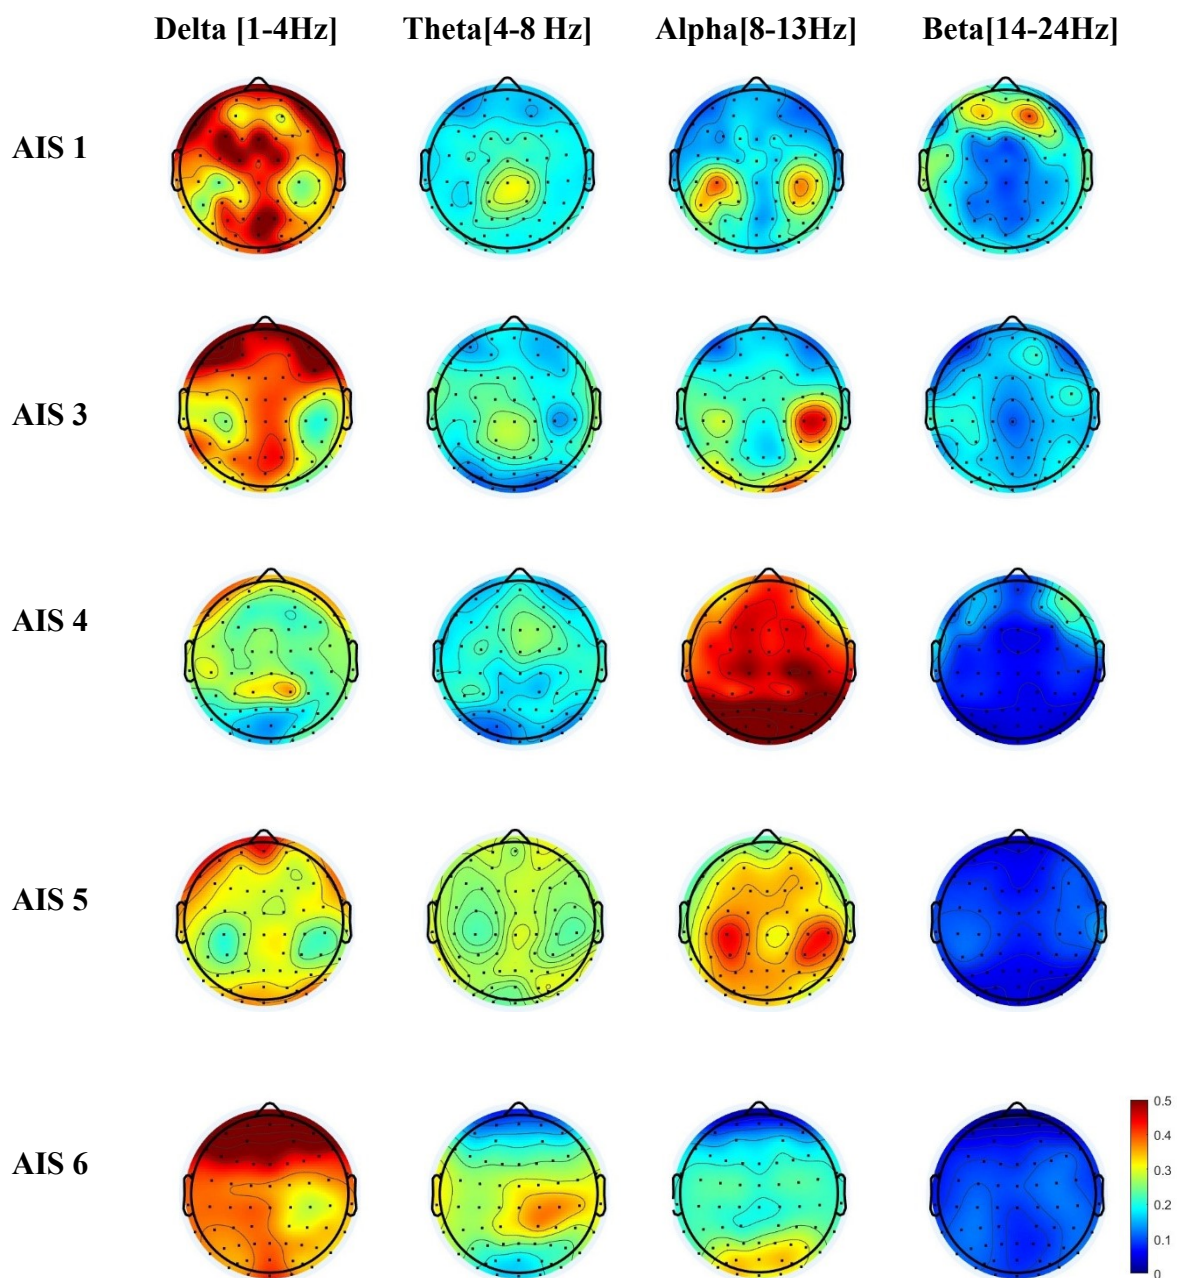 Delta [1-4Hz] Theta[4-8 Hz] Alpha[8-13Hz] Beta[14-24Hz]
AIS 1
AIS 3
AIS 4
AIS 5
AIS 6
0.5
0.4
0.3
0.2
0.1
0